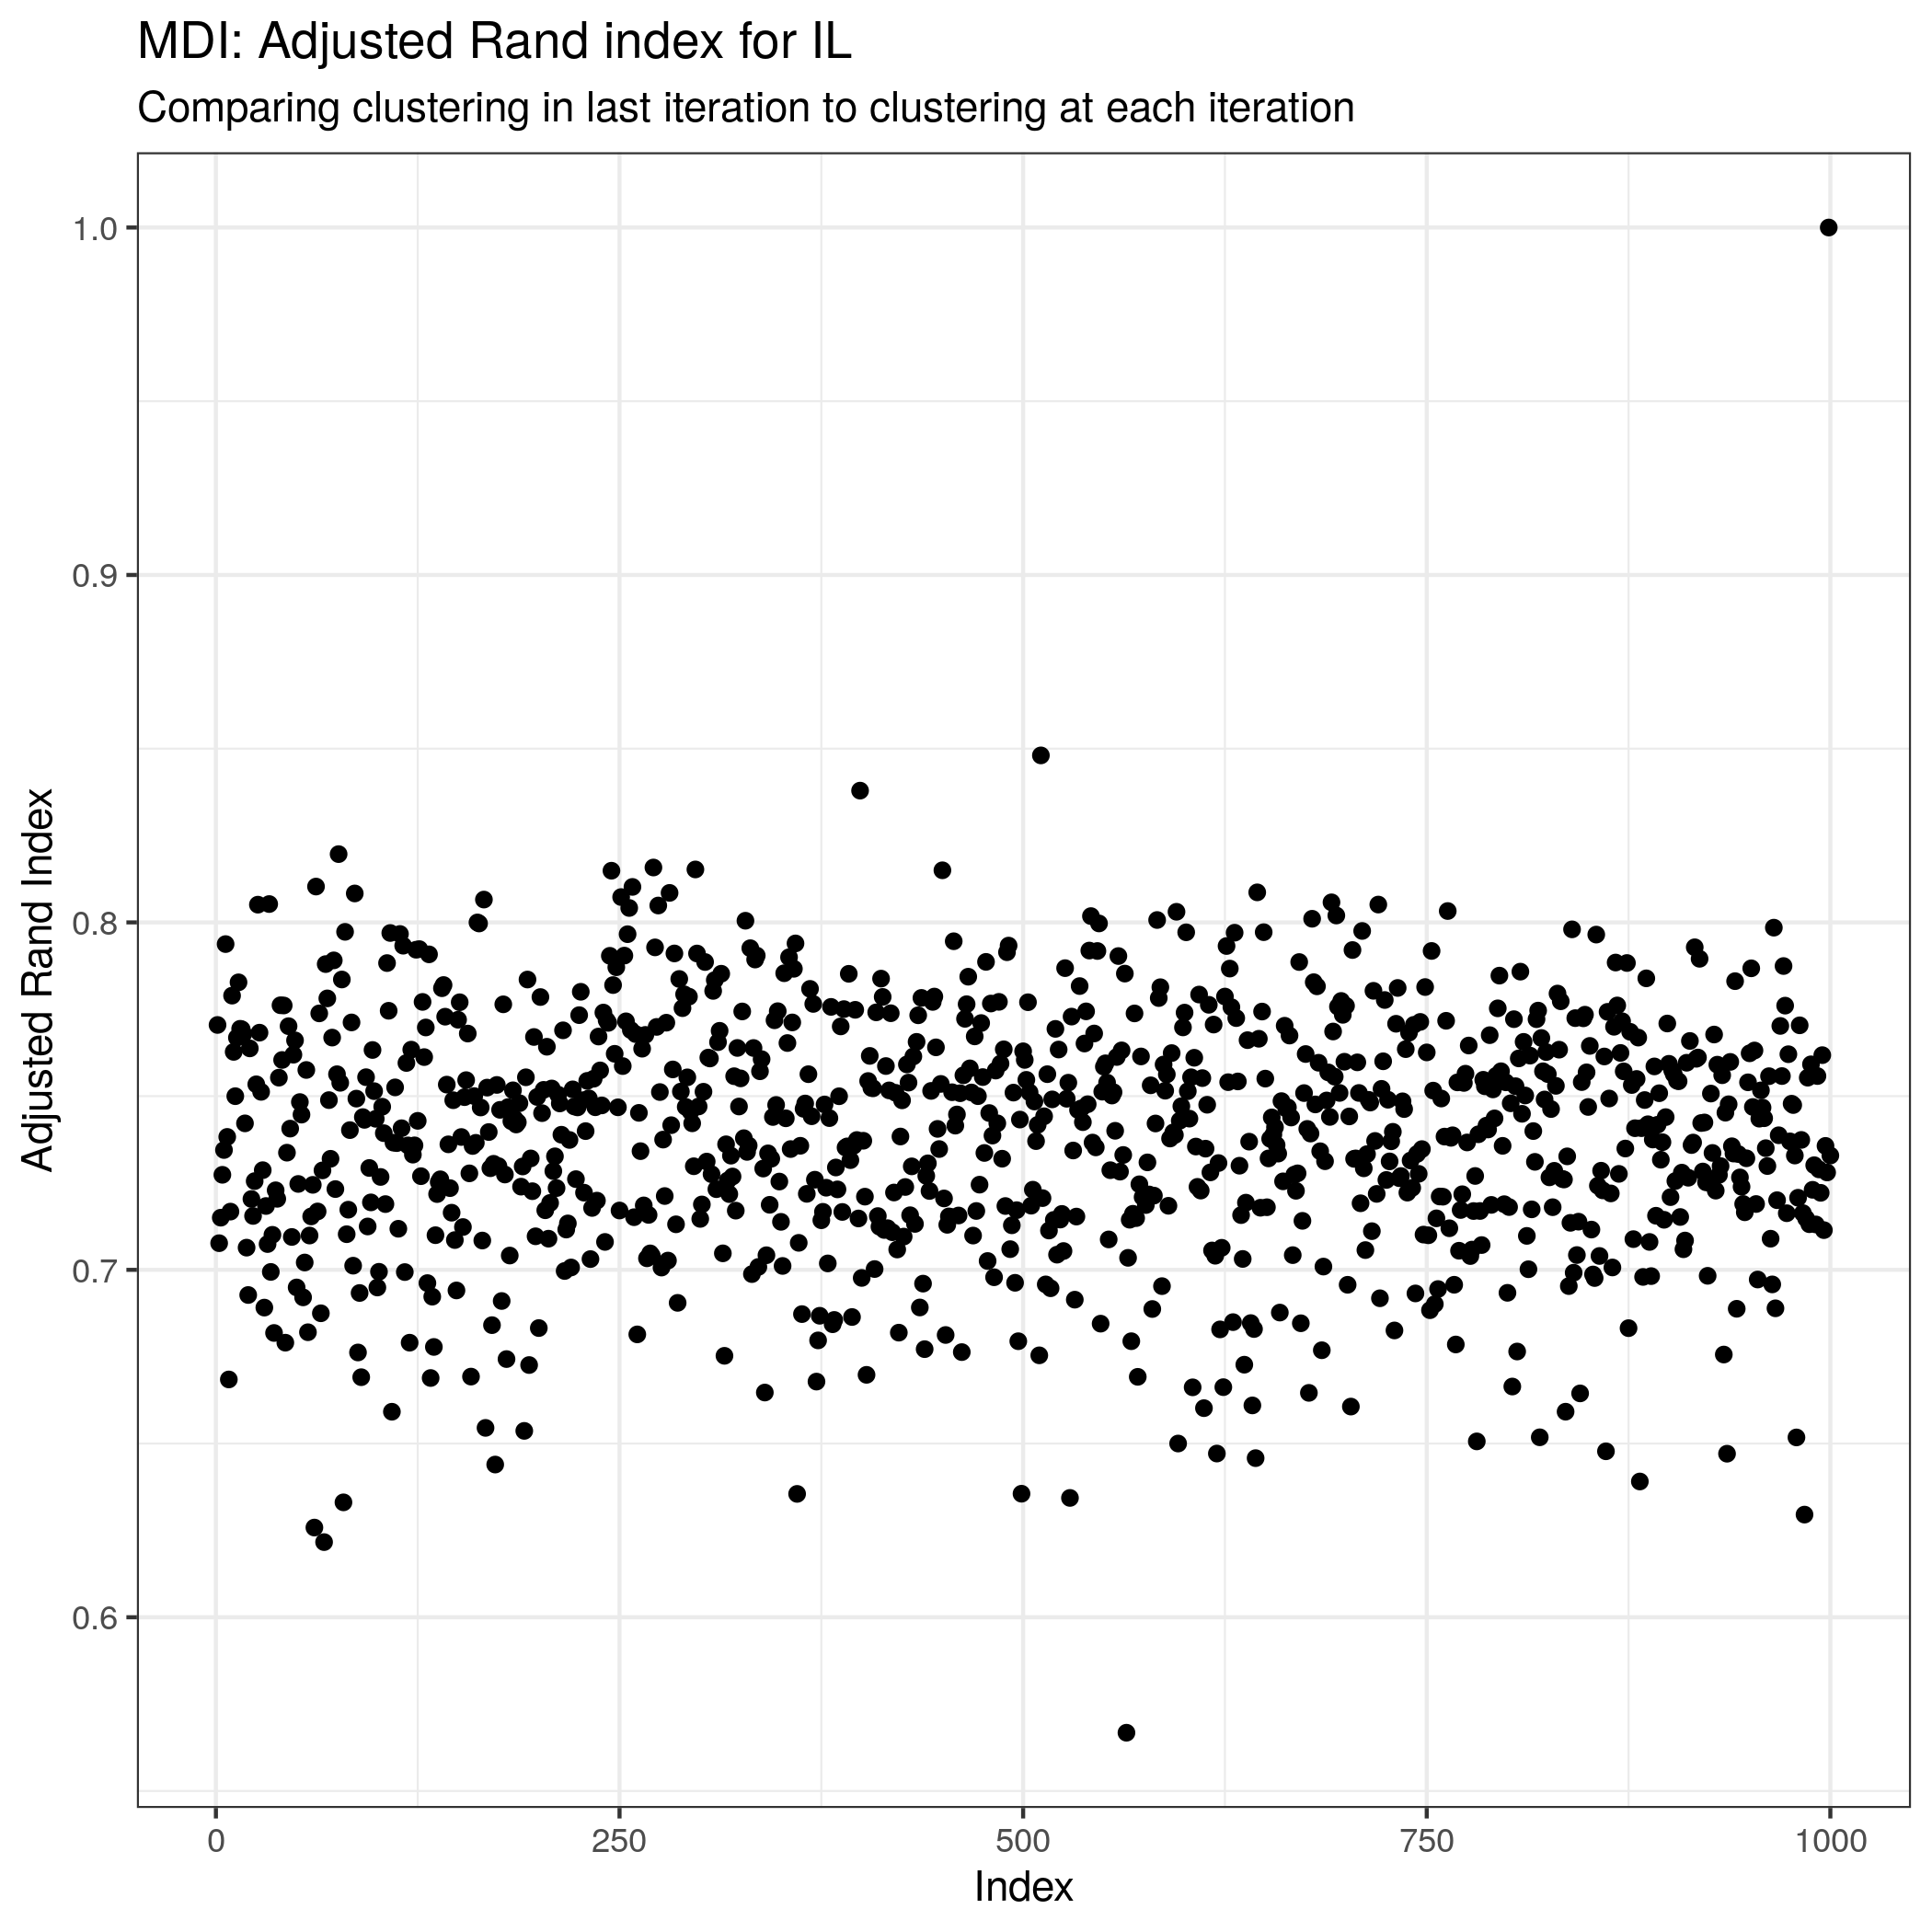 MDI: Adjusted Rand index for IL
Comparing clustering in last iteration to clustering at each iteration
Adjusted Rand Index
1.0
0.9
0.8
0.7
0.6
0
250
500
750
1000
Index